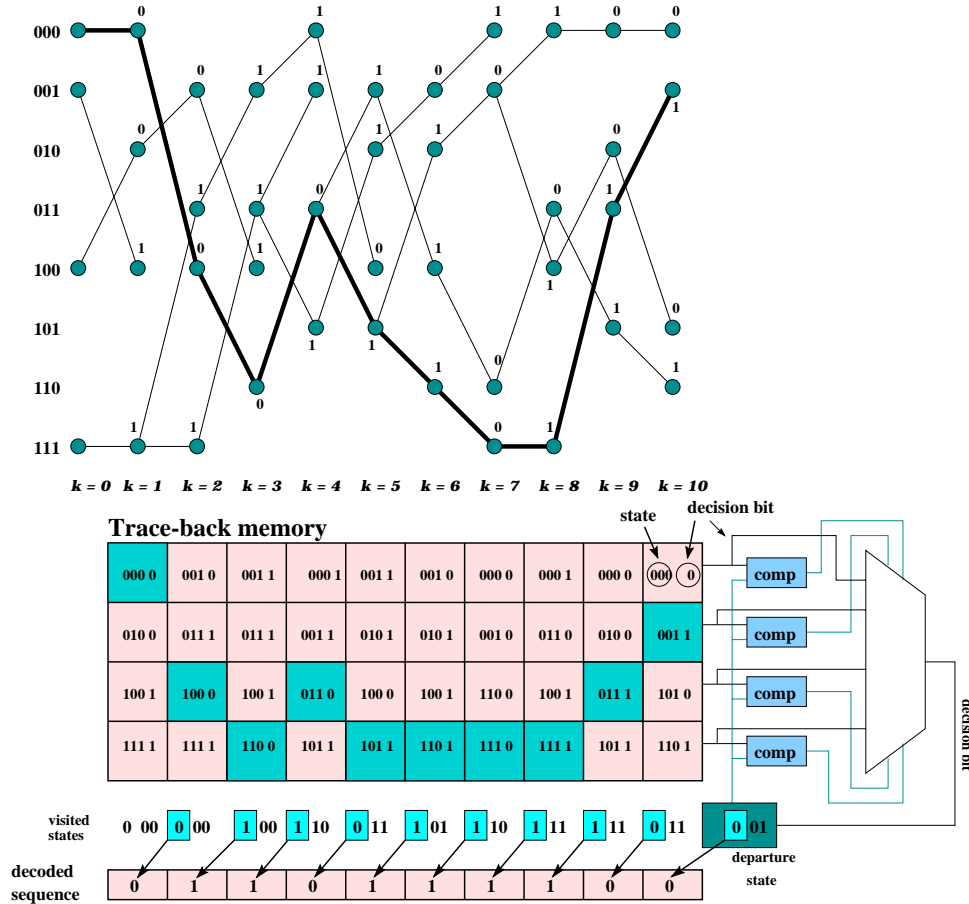 000 0 1 1 1 0 0
001 0 1 1 1 0 0 1
010 0 1 1 0
011 1 1 0 0 1
100 1 0 1 0 1 1
101 1 1 1 0
110 0 1 0 1
111 1 1 0 1
k = 0 k = 1 k = 2 k = 3 k = 4 k = 5 k = 6 k = 7 k = 8 k = 9 k = 10
Trace-back memory
state
decision bit
000 0 001 0 001 1 000 1 001 1 001 0 000 0 000 1 000 0 000 0
010 0 011 1 011 1 001 1 010 1 010 1 001 0 011 0 010 0 001 1
100 1 100 0 100 1 011 0 100 0 100 1 110 0 100 1 011 1 101 0
111 1 111 1 110 0 101 1 101 1 110 1 111 0 111 1 101 1 110 1
comp
comp
comp
comp
decision bit
visited
states
0 00 0 00 1 00 1 10 0 11 1 01 1 10 1 11 1 11 0 11 0 01
departure
state
decoded
sequence
0 1 1 0 1 1 1 1 0 0